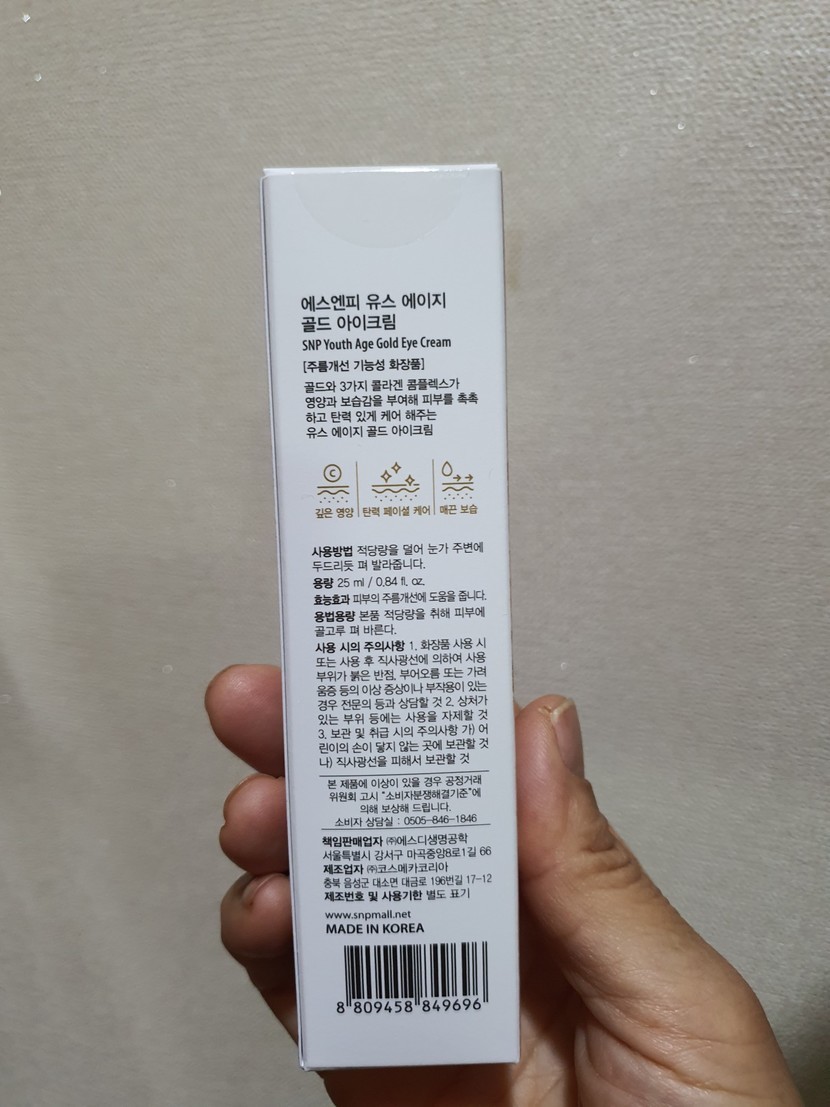 에스엔피 유스 에이지
골드 아이크림
SNP Youth Age Gold Eye Cream
[주름개선 기능성 화장품]
골드와 3가지 콜라겐 콤플렉스가
영양과 보습감을 부여해 피부를 촉촉
하고 탄력 있게 케어 해주는
유스 에이지 골드 아이크림
C
깊은 영양 탄력 페이셜 케어 매끈 보습
사용방법 적당량을 덜어 눈가 주변에
두드리듯 펴 발라줍니다.
용량 25 ml / 0.84 fl. oz.
효능효과 피부의 주름개선에 도움을 줍니다.
용법용량 본품 적당량을 취해 피부에
골고루 펴 바른다.
사용 시의 주의사항 1. 화장품 사용 시
또는 사용 후 직사광선에 의하여 사용
부위가 붉은 반점, 부어오름 또는 가려
움증 등의 이상 증상이나 부작용이 있는
경우 전문의 등과 상담할 것 2. 상처가
있는 부위 등에는 사용을 자제할 것
3. 보관 및 취급 시의 주의사항 가) 어
린이의 손이 닿지 않는 곳에 보관할 것
나) 직사광선을 피해서 보관할 것
본 제품에 이상이 있을 경우 공정거래
위원회 고시 "소비자분쟁해결기준"에
의해 보상해 드립니다.
소비자 상담실 : 0505-846-1846
책임판매업자 ㈜에스디생명공학
서울특별시 강서구 마곡중앙8로1길 66
제조업자 ㈜코스메카코리아
충북 음성군 대소면 대금로 196번길 17-12
제조번호 및 사용기한 별도 표기
www.snpmall.net
MADE IN KOREA
8 809458 849696